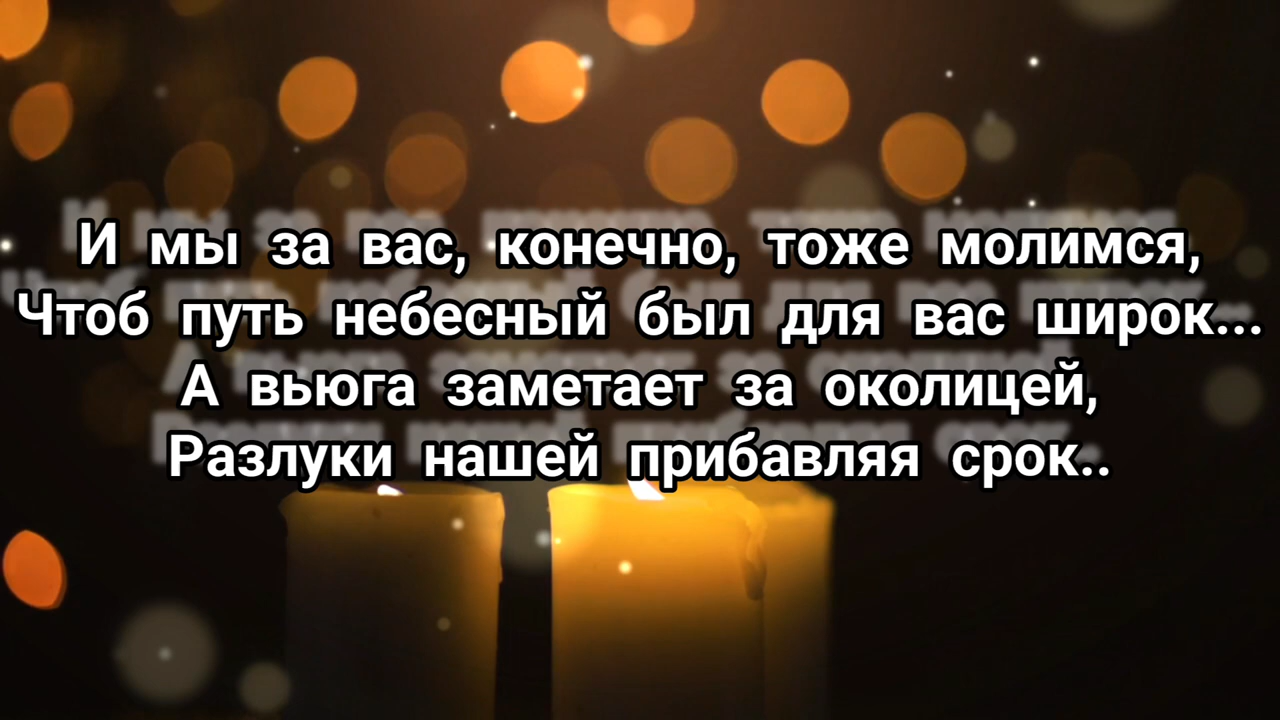 И мы за вас, конечно, тоже молимся,
Чтоб путь небесный был для вас широк...
А вьюга заметает за околицей,
Разлуки нашей прибавляя срок..